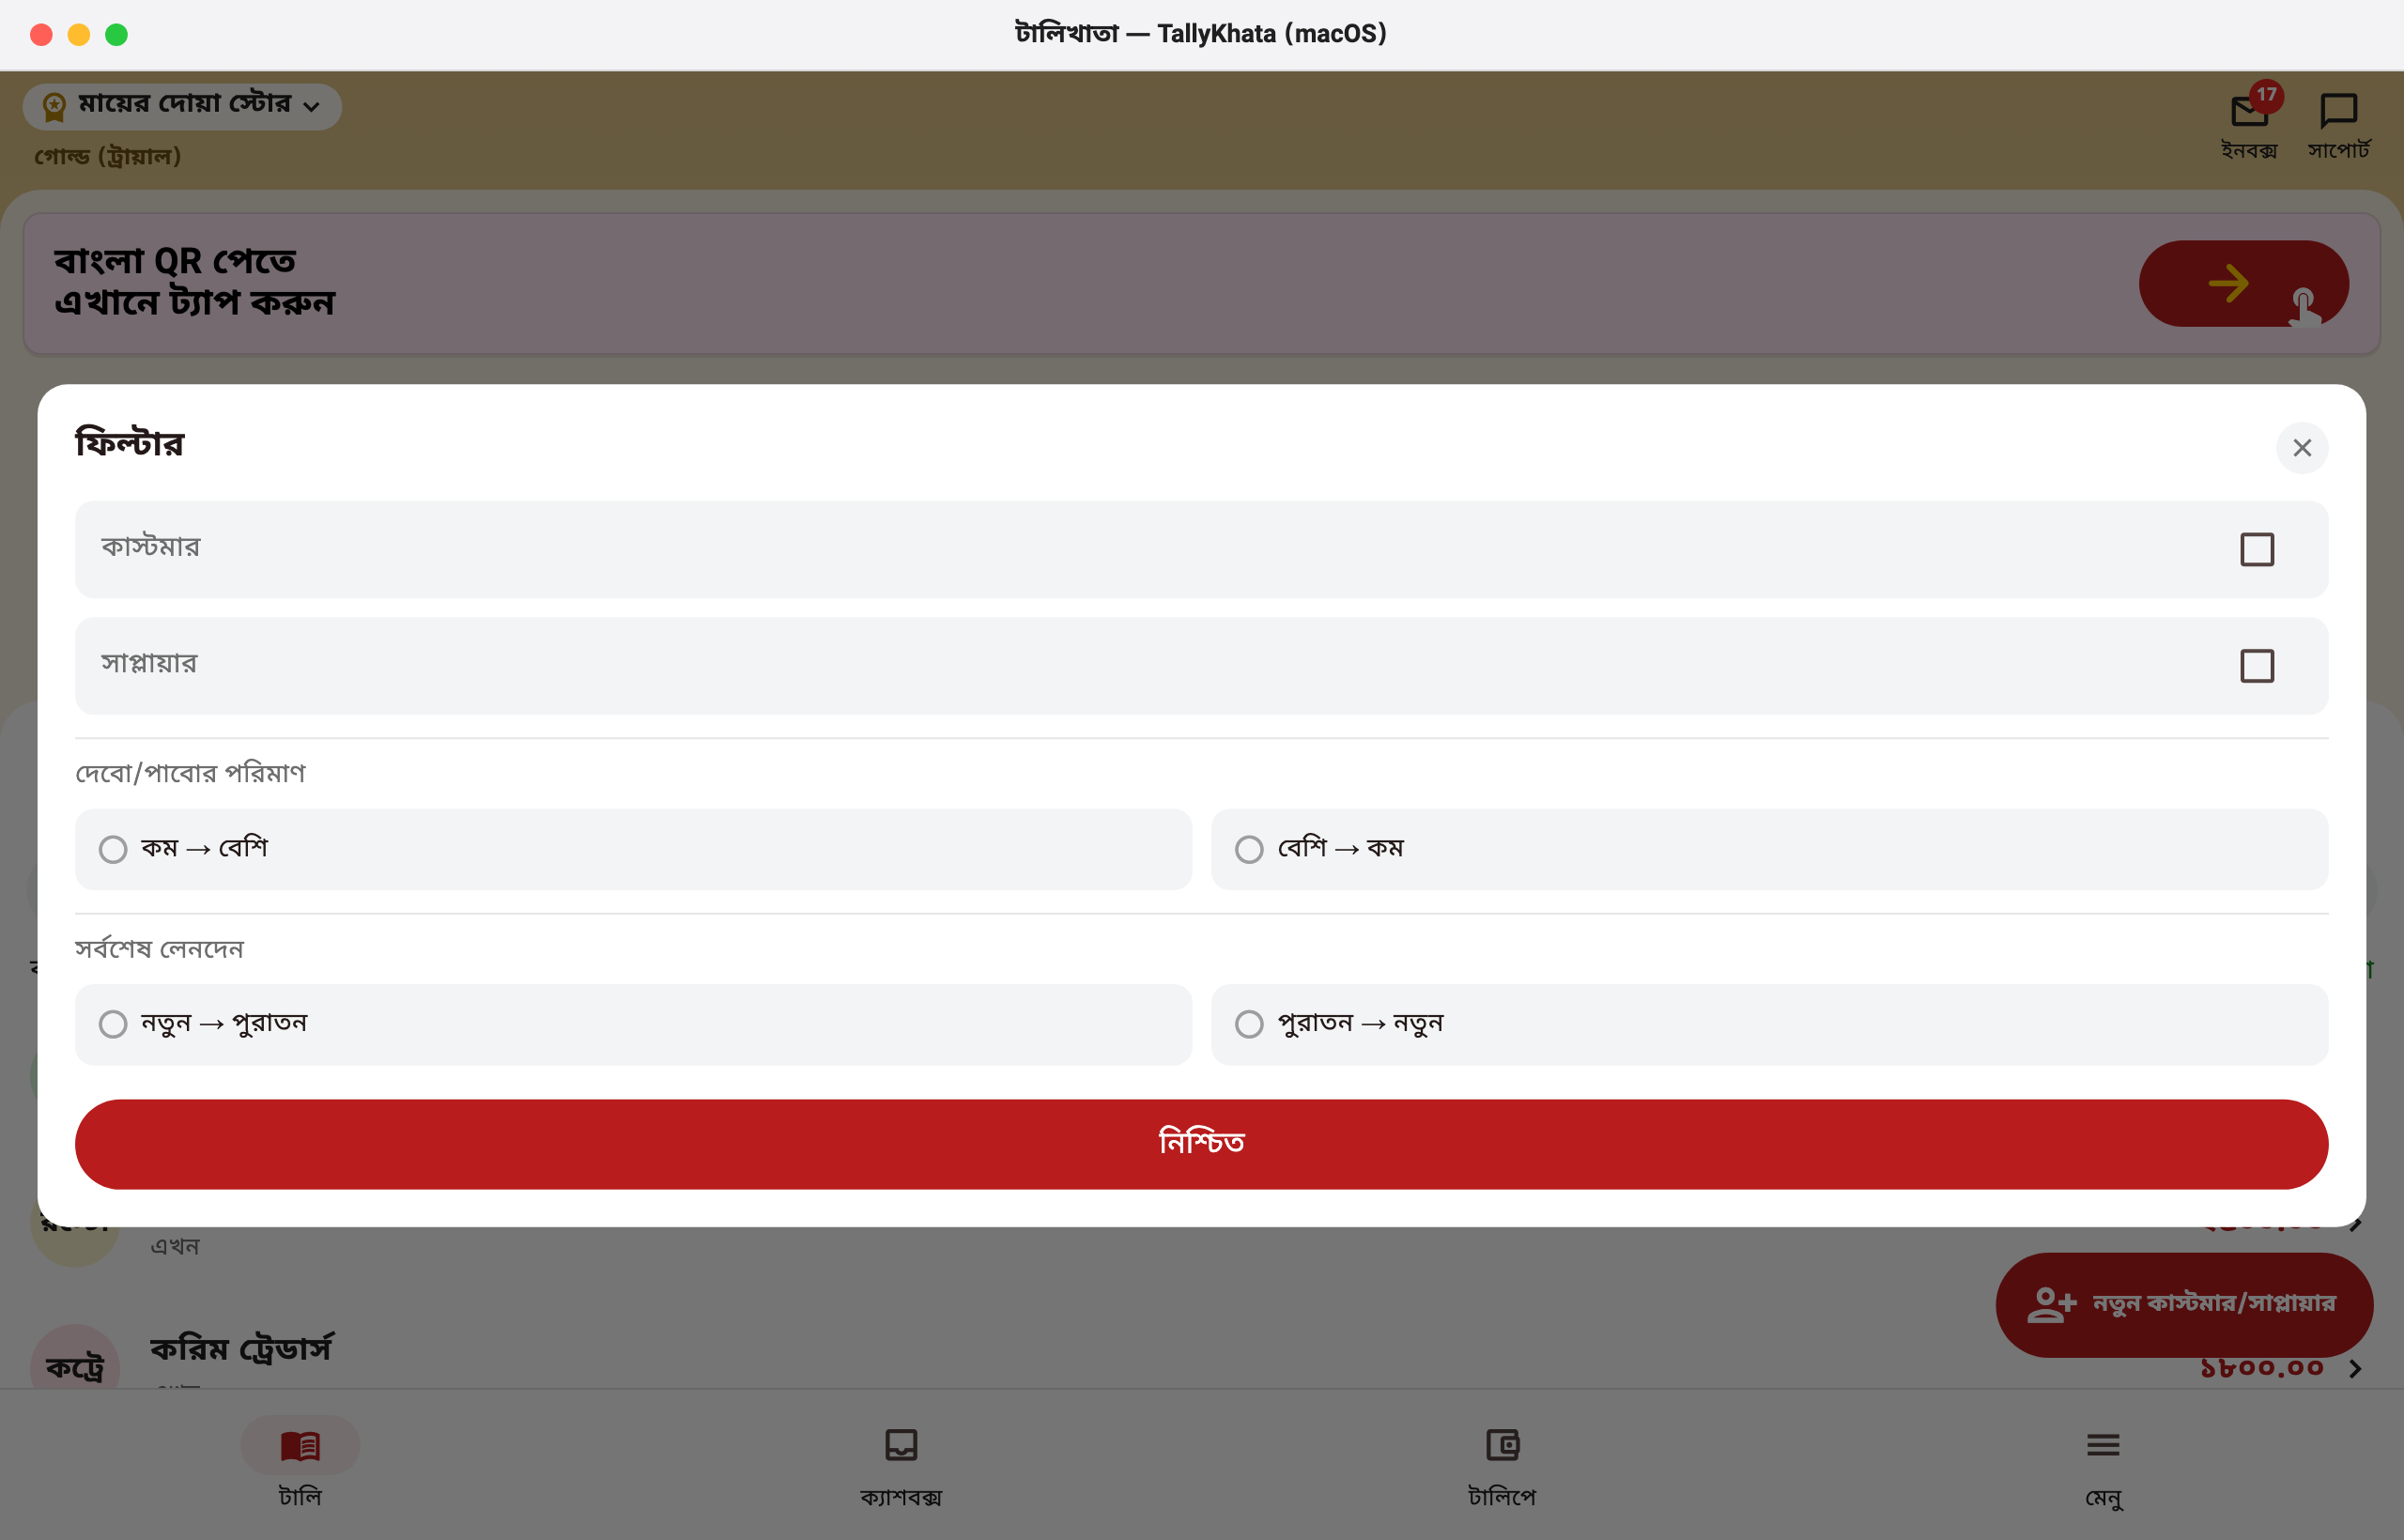 টালিখাতা — TallyKhata (macOS)
মায়ের দোয়া স্টোর
গোল্ড (ট্রায়াল)
17
ইনবক্স
সাপোর্ট
বাংলা QR পেতে
এখানে ট্যাপ করুন
ফিল্টার
কাস্টমার
সাপ্লায়ার
দেবো/পাবোর পরিমাণ
কম → বেশি
বেশি → কম
সর্বশেষ লেনদেন
নতুন → পুরাতন
পুরাতন → নতুন
নিশ্চিত
এখন
নতুন কাস্টমার/সাপ্লায়ার
কট্রে
করিম ট্রেডার্স
১৮০০.০০
টালি
ক্যাশবক্স
টালিপে
মেনু